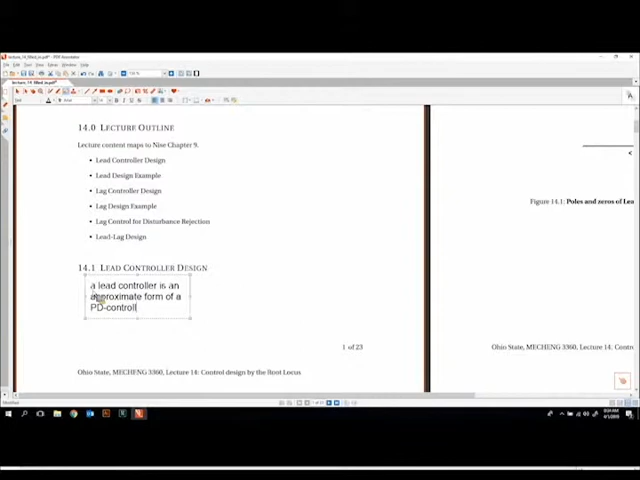 14.0 LECTURE OUTLINE
Lecture content maps to Nise Chapter 9.
• Lead Controller Design
• Lead Design Example
• Lag Controller Design
• Lag Design Example
• Lag Control for Disturbance Rejection
• Lead-Lag Design
14.1 LEAD CONTROLLER DESIGN
a lead controller is an
approximate form of a
PD-controll
1 of 23
Ohio State, MECHENG 3360, Lecture 14: Control design by the Root Locus
Figure 14.1: Poles and zeros of Lea
Ohio State, MECHENG 3360, Lecture 14: Contro